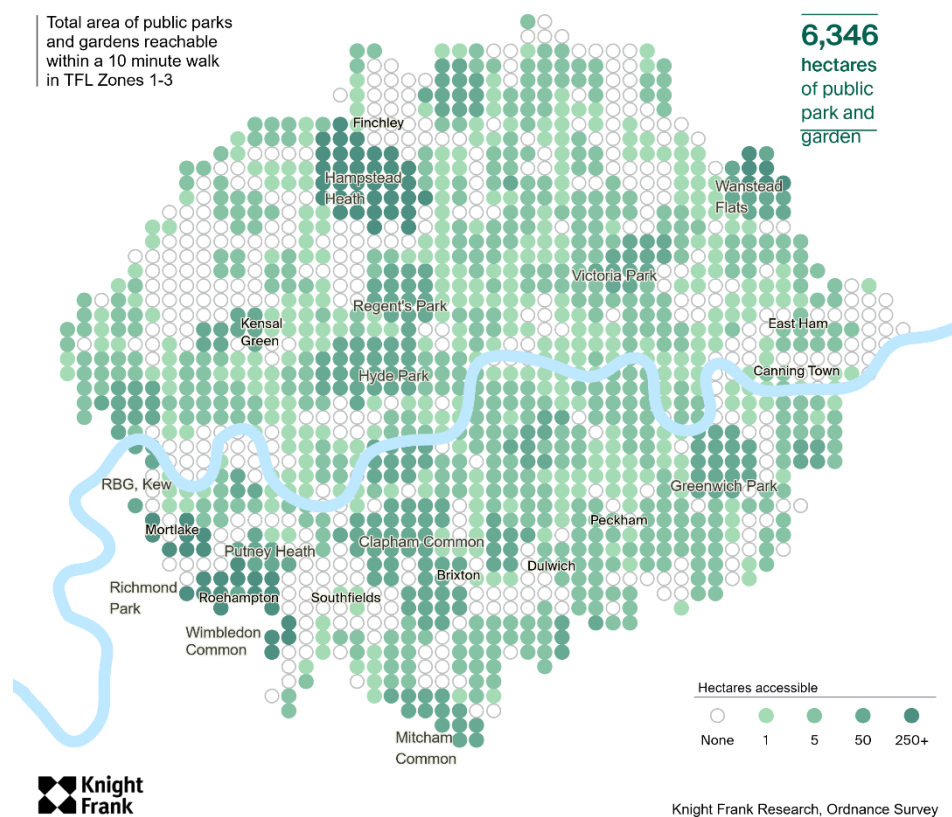 Total area of public parks
and gardens reachable
within a 10 minute walk
in TFL Zones 1-3
6,346
hectares
of public
park and
garden
Finchley
Hampstead
Heath
Wanstead
Flats
Victoria Park
Regent's Park
Kensal
Green
East Ham
Hyde Park
Canning Town
RBG, Kew
Greenwich Park
Mortlake
Peckham
Putney Heath
Clapham Common
Brixton
Dulwich
Richmond
Park
Roehampton
Southfields
Wimbledon
Common
Hectares accessible
None 1 5 50 250+
Mitcham
Common
Knight
Frank
Knight Frank Research, Ordnance Survey